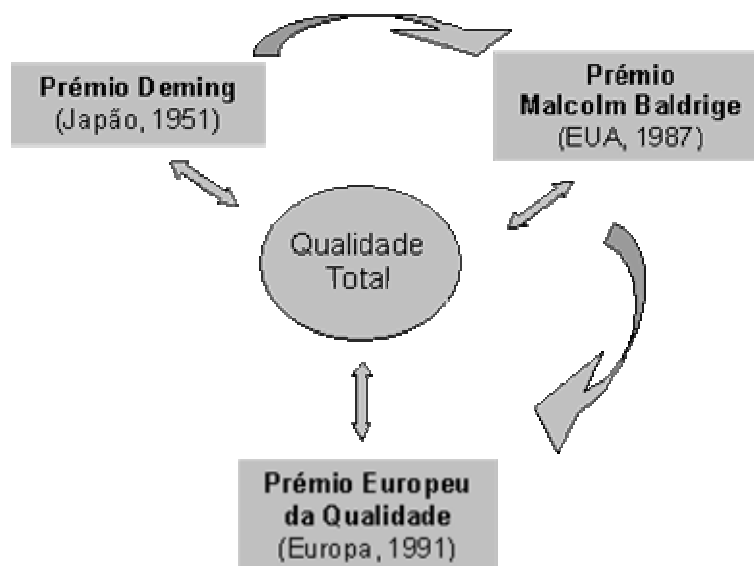 Prémio Deming
(Japão, 1951)
Prémio
Malcolm Baldrige
(EUA, 1987)
Qualidade
Total
Prémio Europeu
da Qualidade
(Europa, 1991)